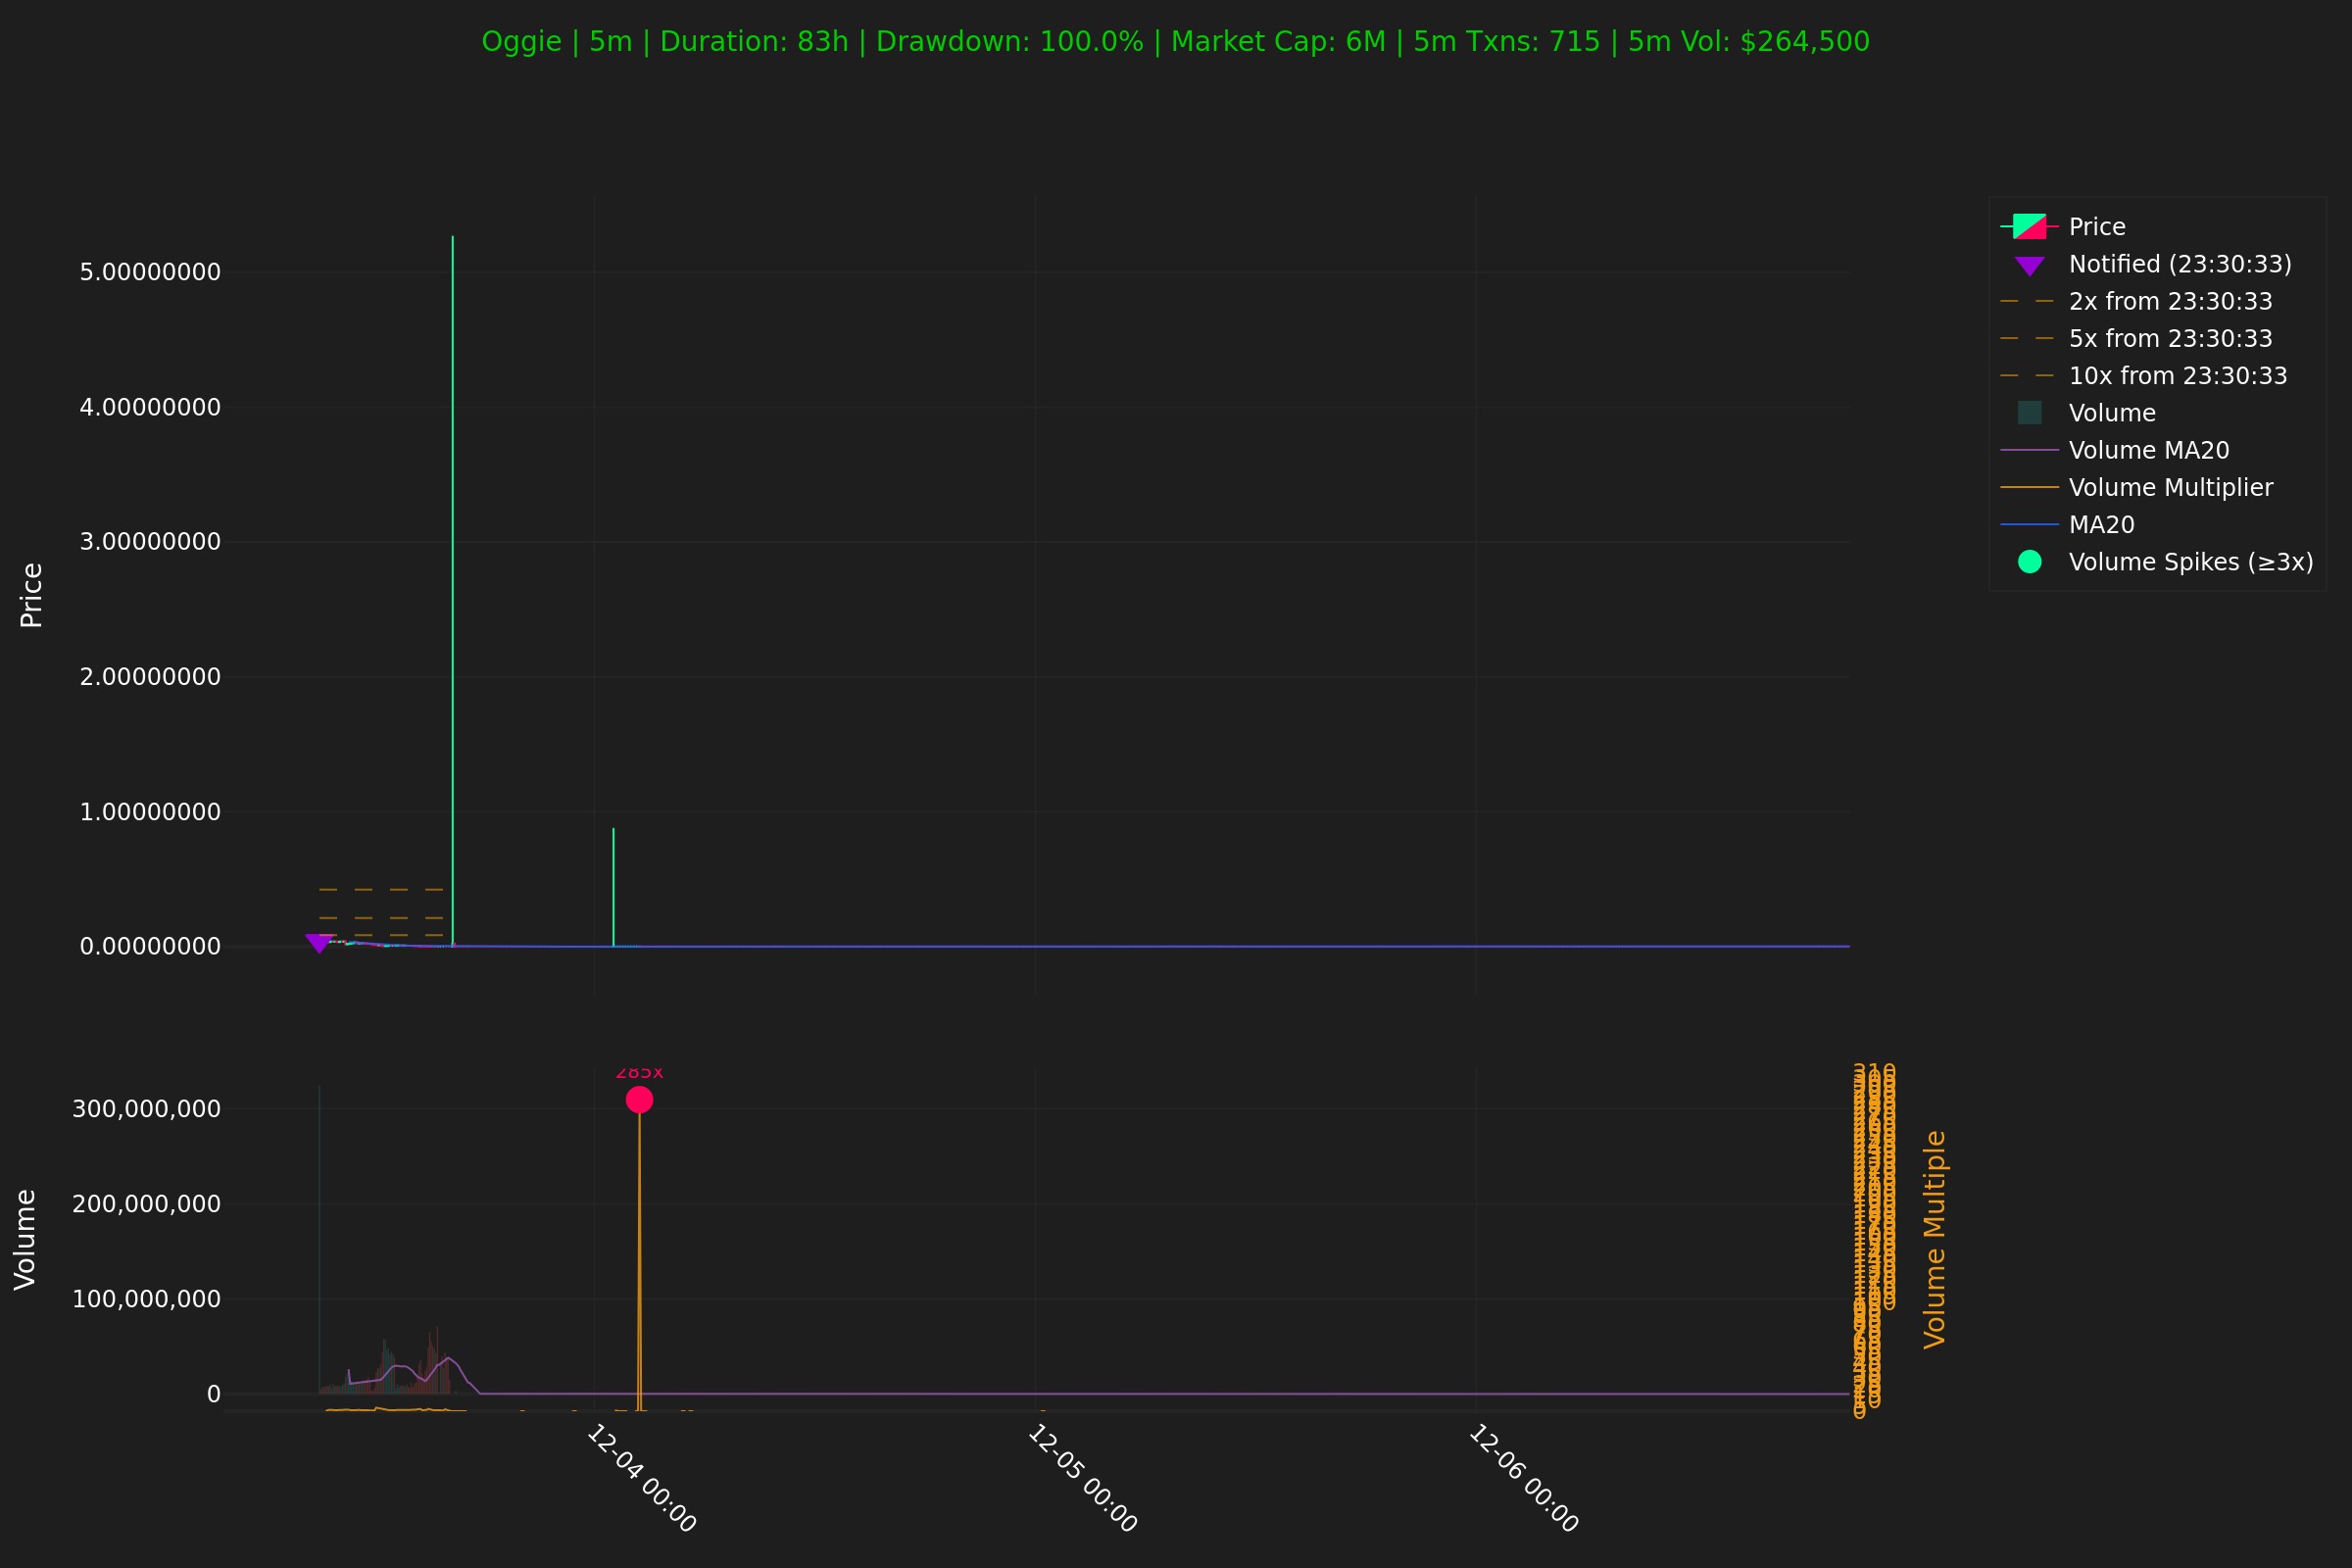 Oggie | 5m | Duration: 83h | Drawdown: 100.0% | Market Cap: 6M | 5m Txns: 715 | 5m Vol: $264,500
Price
5.00000000
4.00000000
3.00000000
2.00000000
1.00000000
0.00000000
Price
Notified (23:30:33)
2x from 23:30:33
5x from 23:30:33
10x from 23:30:33
Volume
Volume MA20
Volume Multiplier
MA20
Volume Spikes (≥3x)
Volume
300,000,000
200,000,000
100,000,000
0
285x
310
0
Volume Multiple
12-04 00:00
12-05 00:00
12-06 00:00